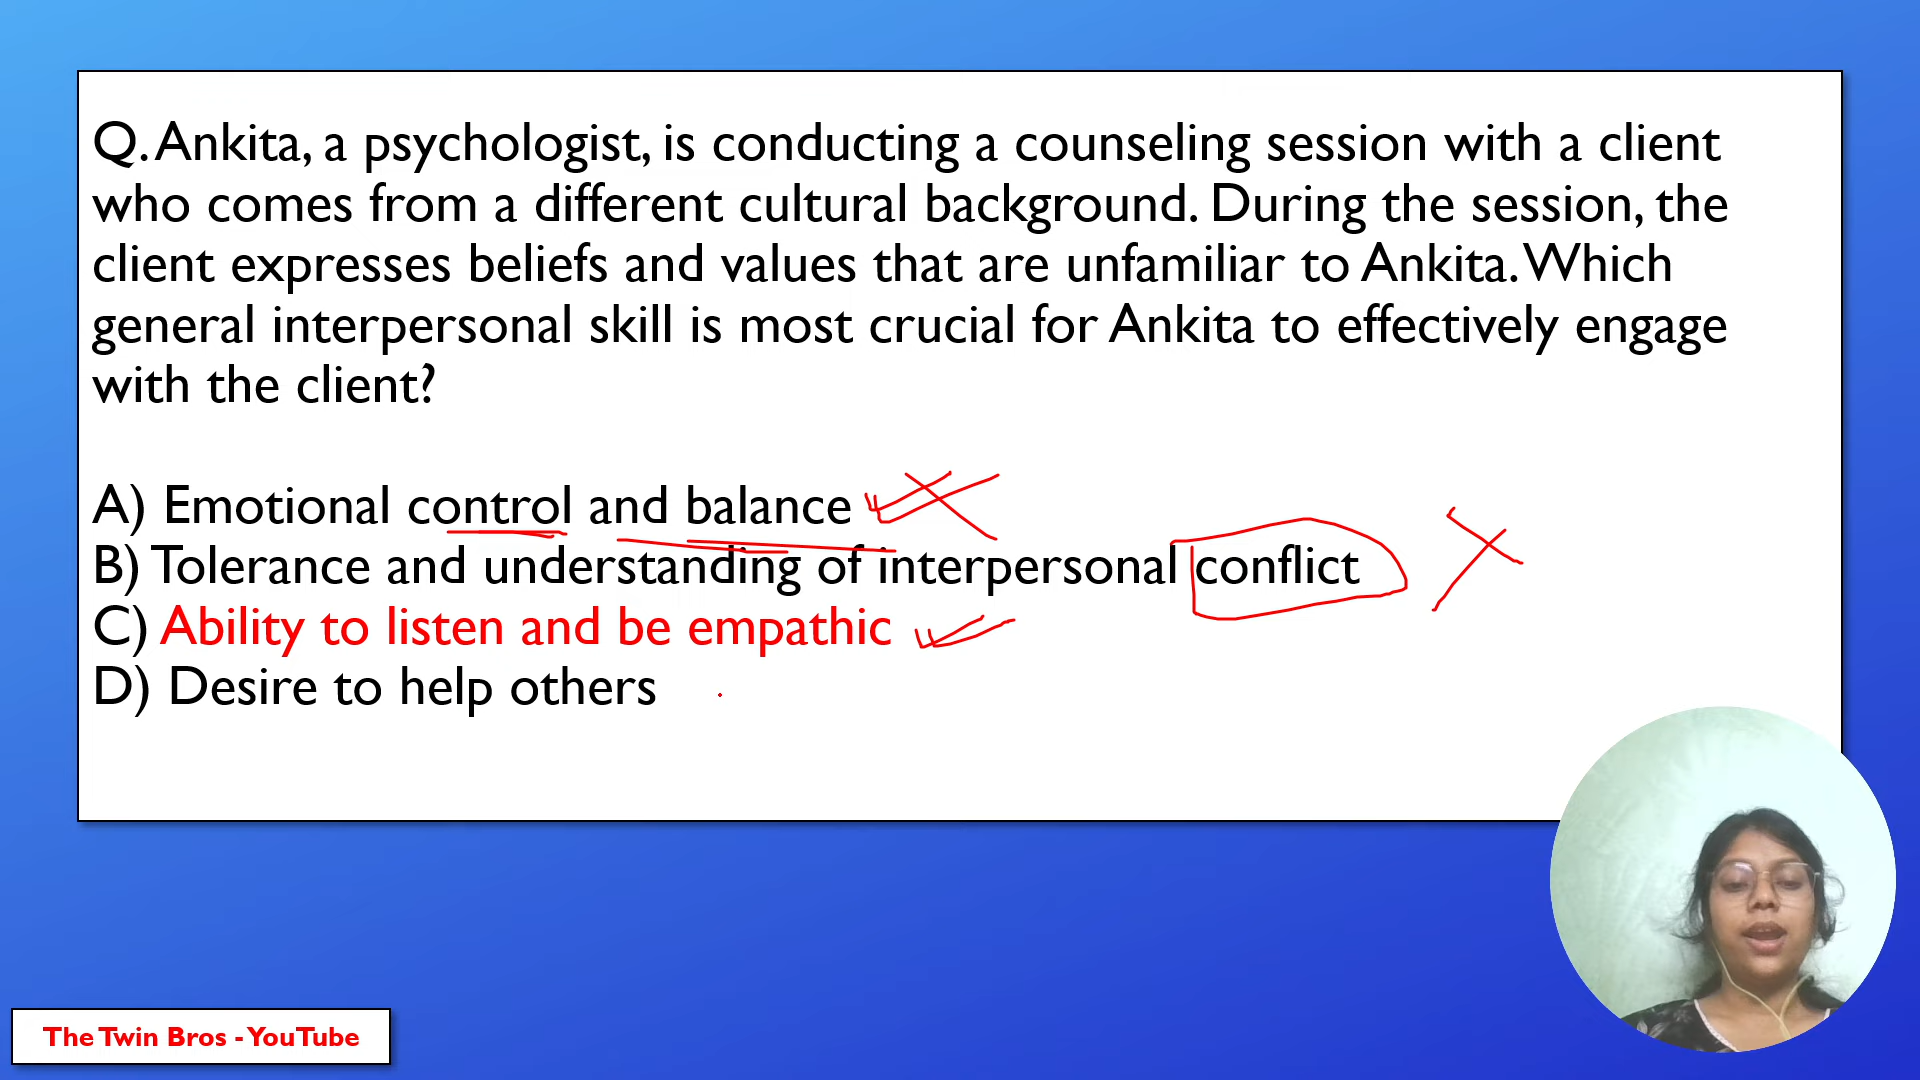 Q. Ankita, a psychologist, is conducting a counseling session with a client
who comes from a different cultural background. During the session, the
client expresses beliefs and values that are unfamiliar to Ankita. Which
general interpersonal skill is most crucial for Ankita to effectively engage
with the client?
A) Emotional control and balance
B) Tolerance and understanding of interpersonal conflict
C) Ability to listen and be empathic
D) Desire to help others
The Twin Bros - YouTube